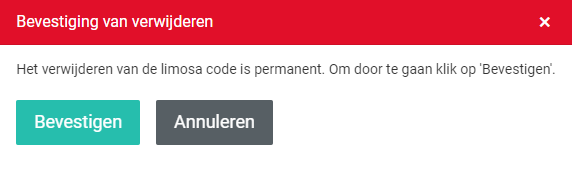 Bevestiging van verwijderen
Het verwijderen van de limosa code is permanent. Om door te gaan klik op 'Bevestigen'.
Bevestigen
Annuleren